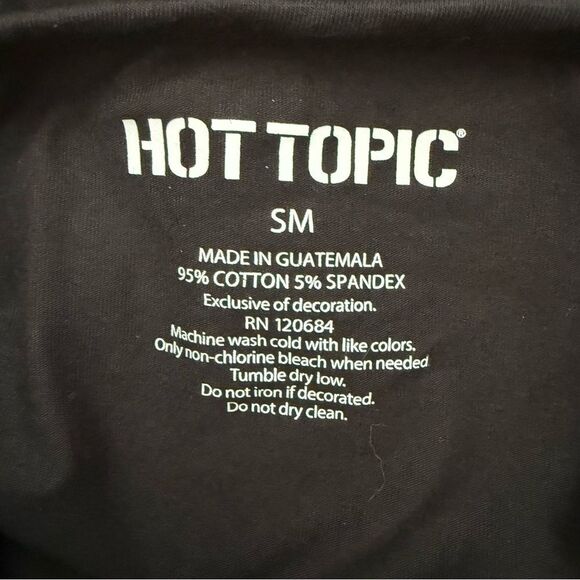 HOT TOPIC®
SM
MADE IN GUATEMALA
95% COTTON 5% SPANDEX
Exclusive of decoration.
RN 120684
Machine wash cold with like colors.
Only non-chlorine bleach when needed
Tumble dry low.
Do not iron if decorated.
Do not dry clean.